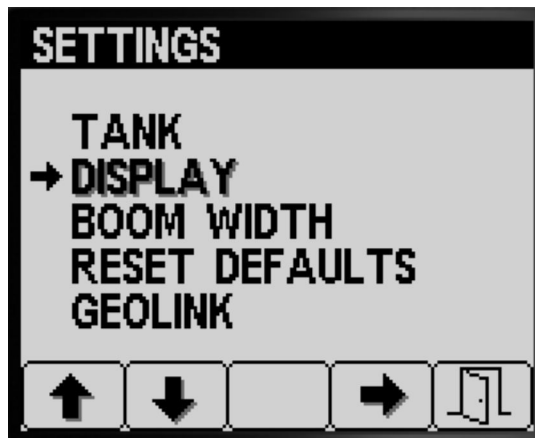 SETTINGS
TANK
DISPLAY
BOOM WIDTH
RESET DEFAULTS
GEOLINK